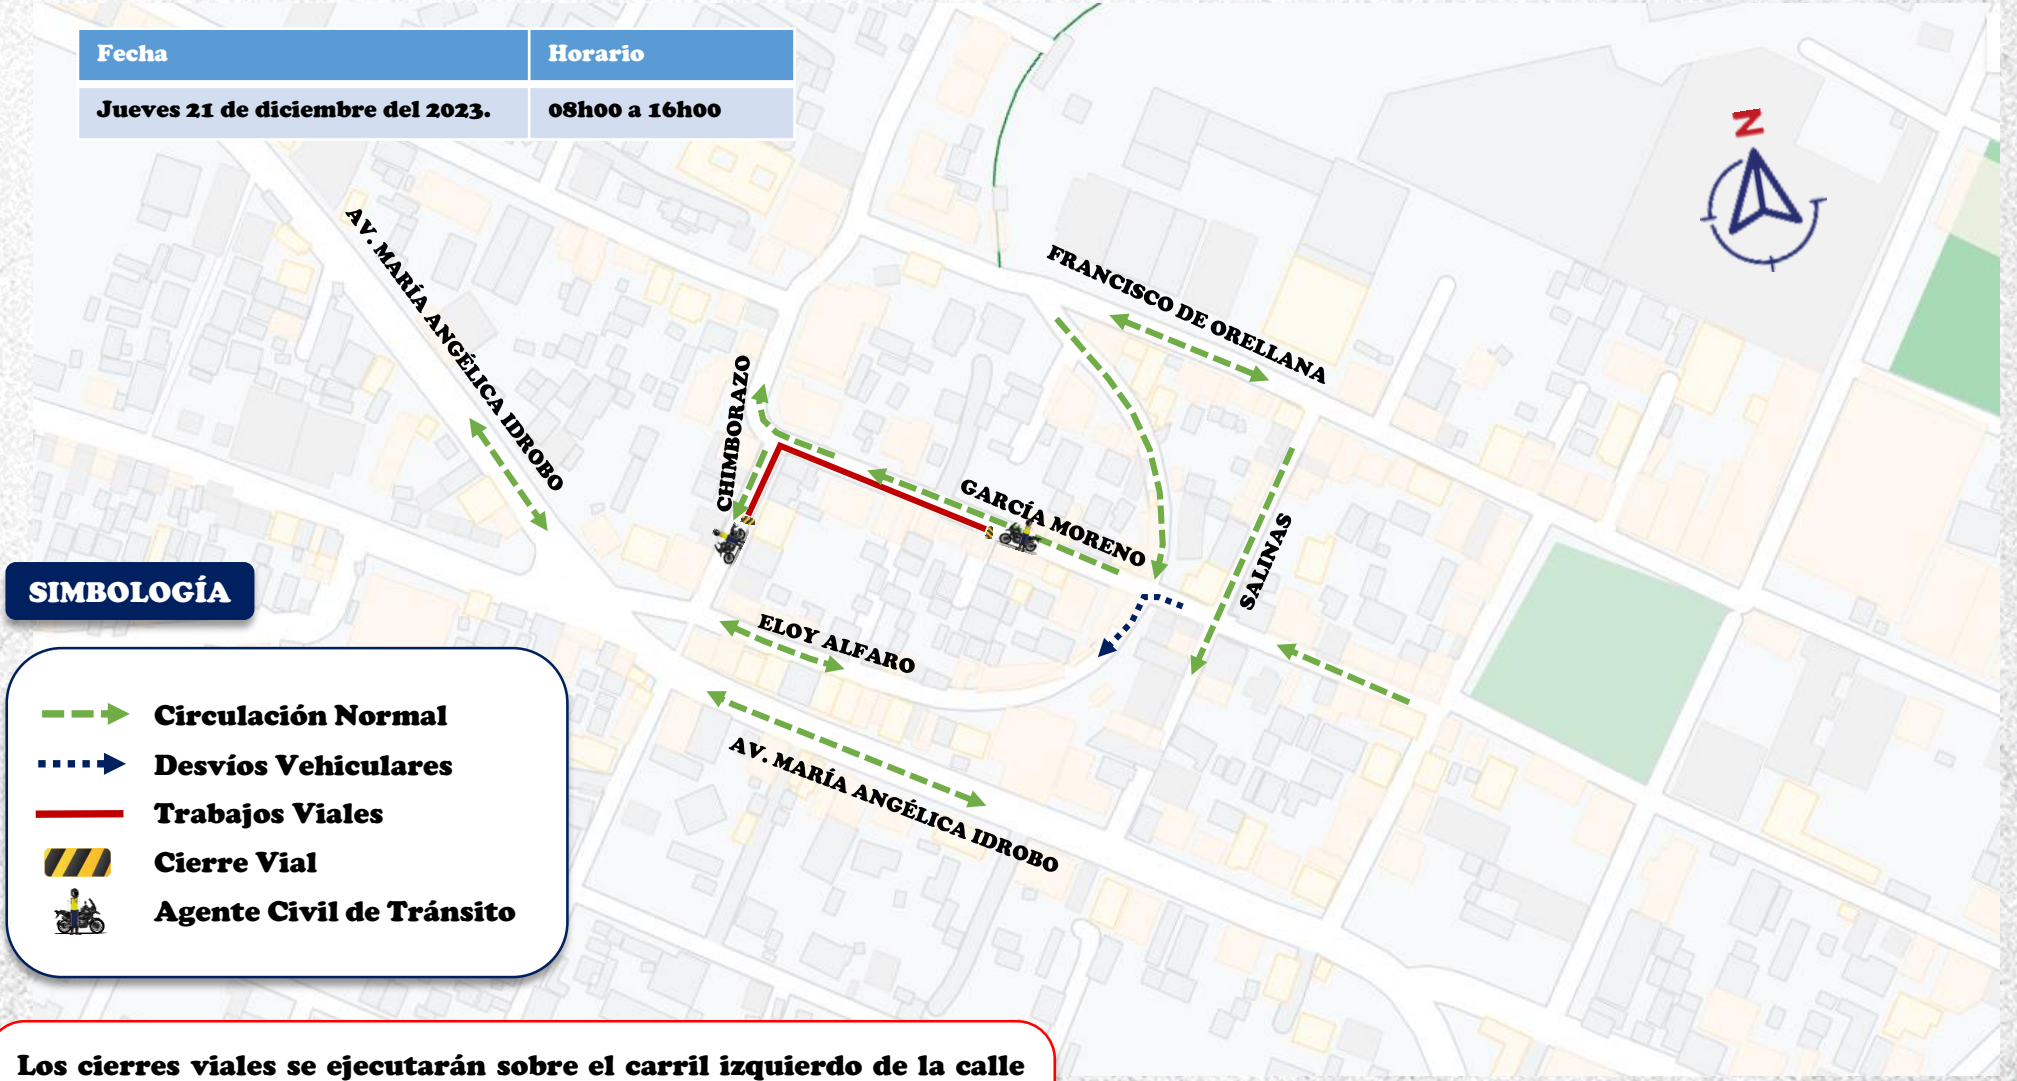 Fecha
Horario
Jueves 21 de diciembre del 2023.
08h00 a 16h00
N
AV. MARÍA ANGÉLICA IDROBO
FRANCISCO DE ORELLANA
CHIMBORAZO
GARCÍA MORENO
SALINAS
ELOY ALFARO
AV. MARÍA ANGÉLICA IDROBO
SIMBOLOGÍA
Circulación Normal
Desvíos Vehiculares
Trabajos Viales
Cierre Vial
Agente Civil de Tránsito
Los cierres viales se ejecutarán sobre el carril izquierdo de la calle